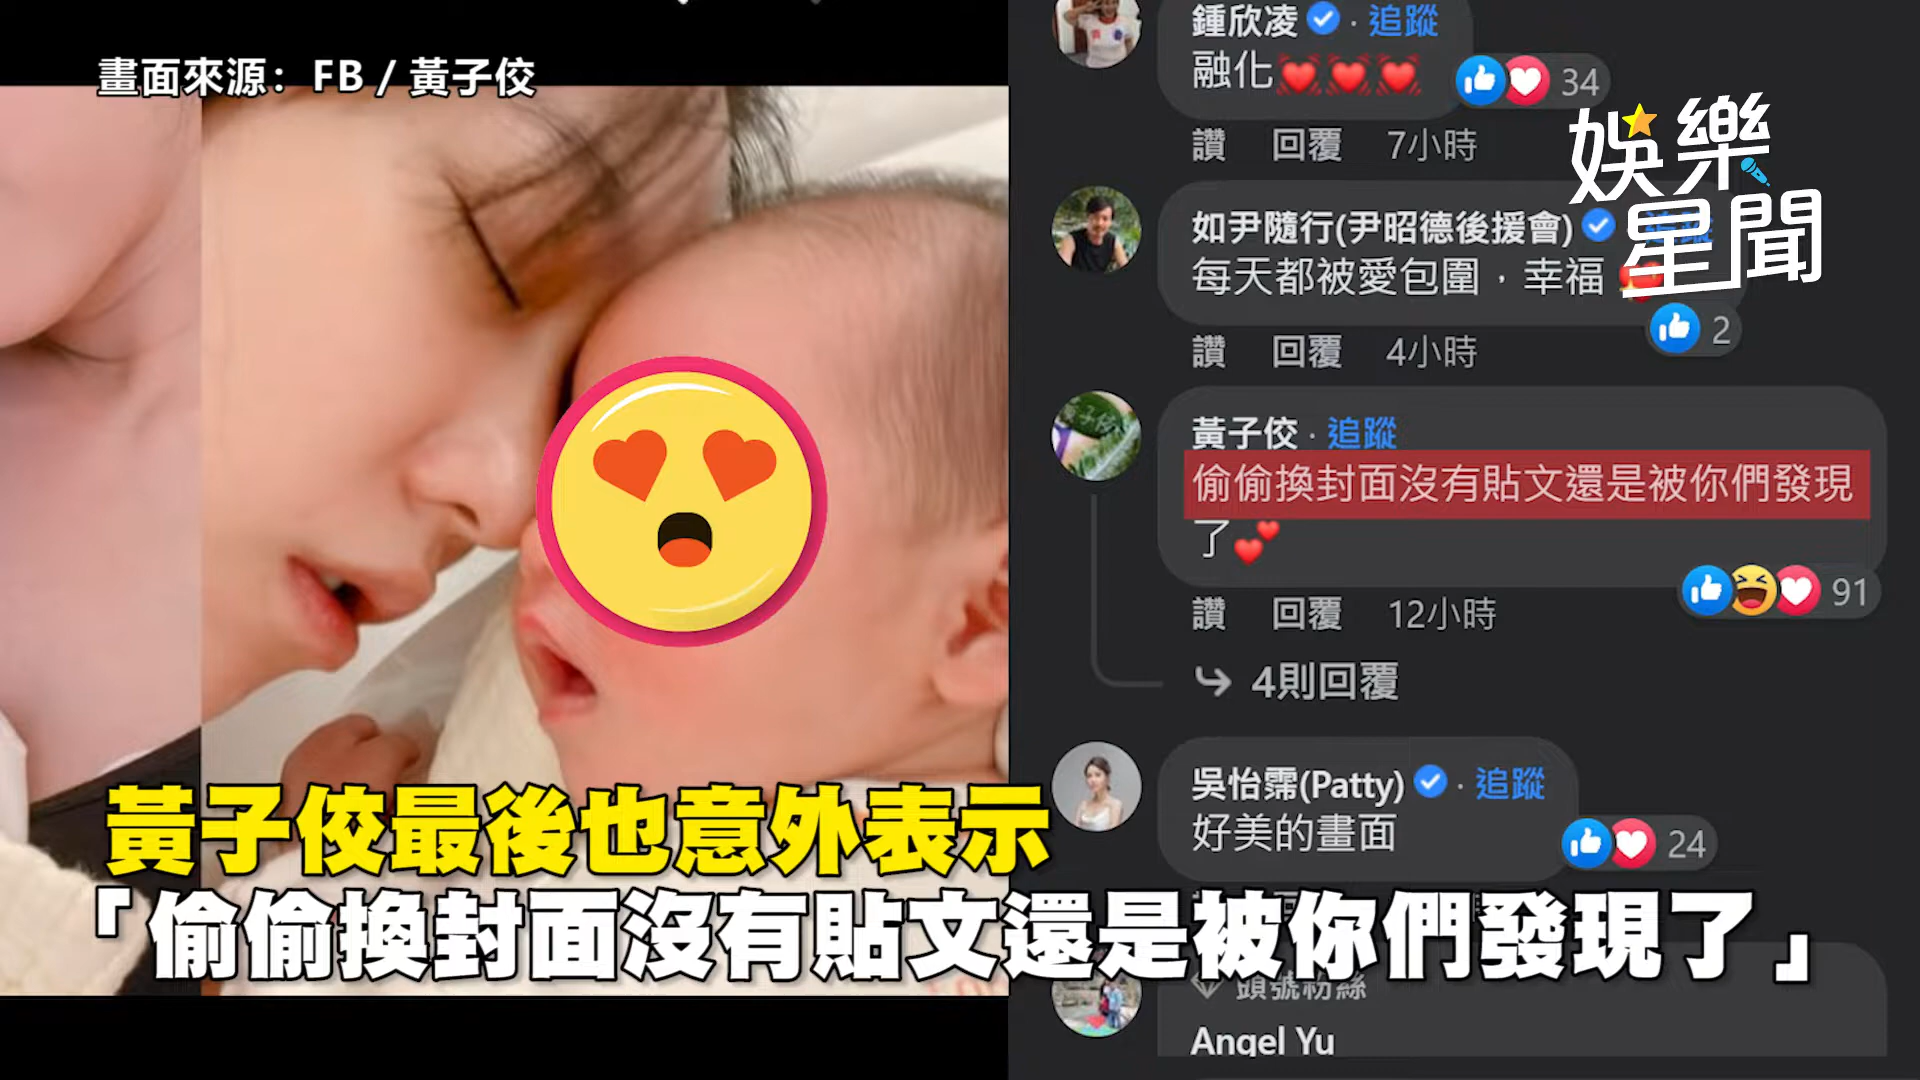 畫面來源：FB / 黃子佼
鍾欣凌 · 追蹤
融化
34
讚 回覆 7小時
娛樂
星聞
如尹隨行(尹昭德後援會) 追蹤
每天都被愛包圍，幸福
2
讚 回覆 4小時
黃子佼 · 追蹤
偷偷換封面沒有貼文還是被你們發現
了
91
讚 回覆 12小時
4則回覆
吳怡霈(Patty) · 追蹤
好美的畫面
24
黃子佼最後也意外表示
「偷偷換封面沒有貼文還是被你們發現了」
頭號粉絲
Angel Yu